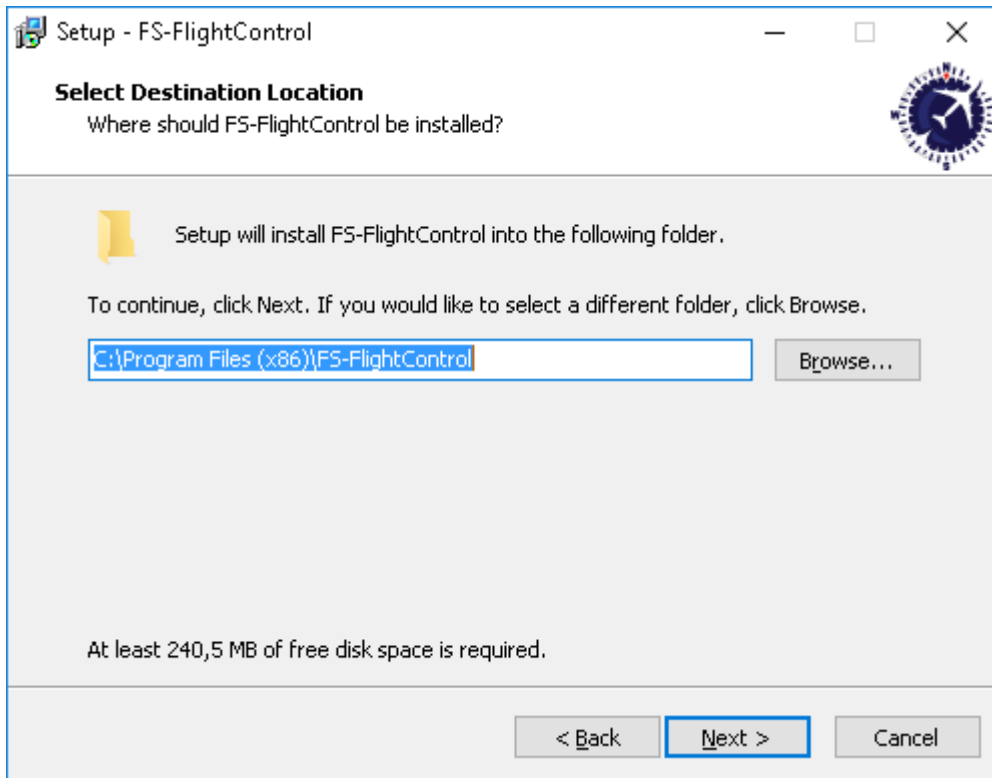 Setup - FS-FlightControl
Select Destination Location
Where should FS-FlightControl be installed?
Setup will install FS-FlightControl into the following folder.
To continue, click Next. If you would like to select a different folder, click Browse.
C:\Program Files (x86)\FS-FlightControl
Browse...
At least 240,5 MB of free disk space is required.
< Back
Next >
Cancel